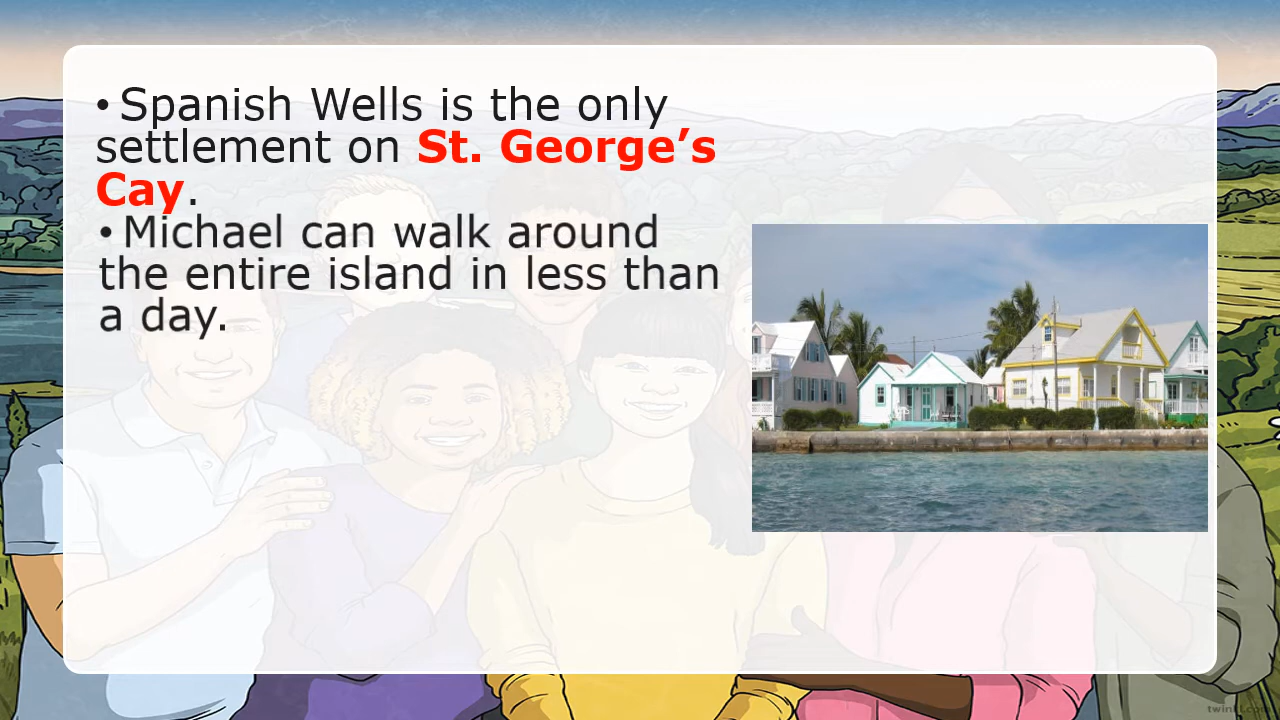 • Spanish Wells is the only
settlement on St. George’s
Cay.
• Michael can walk around
the entire island in less than
a day.